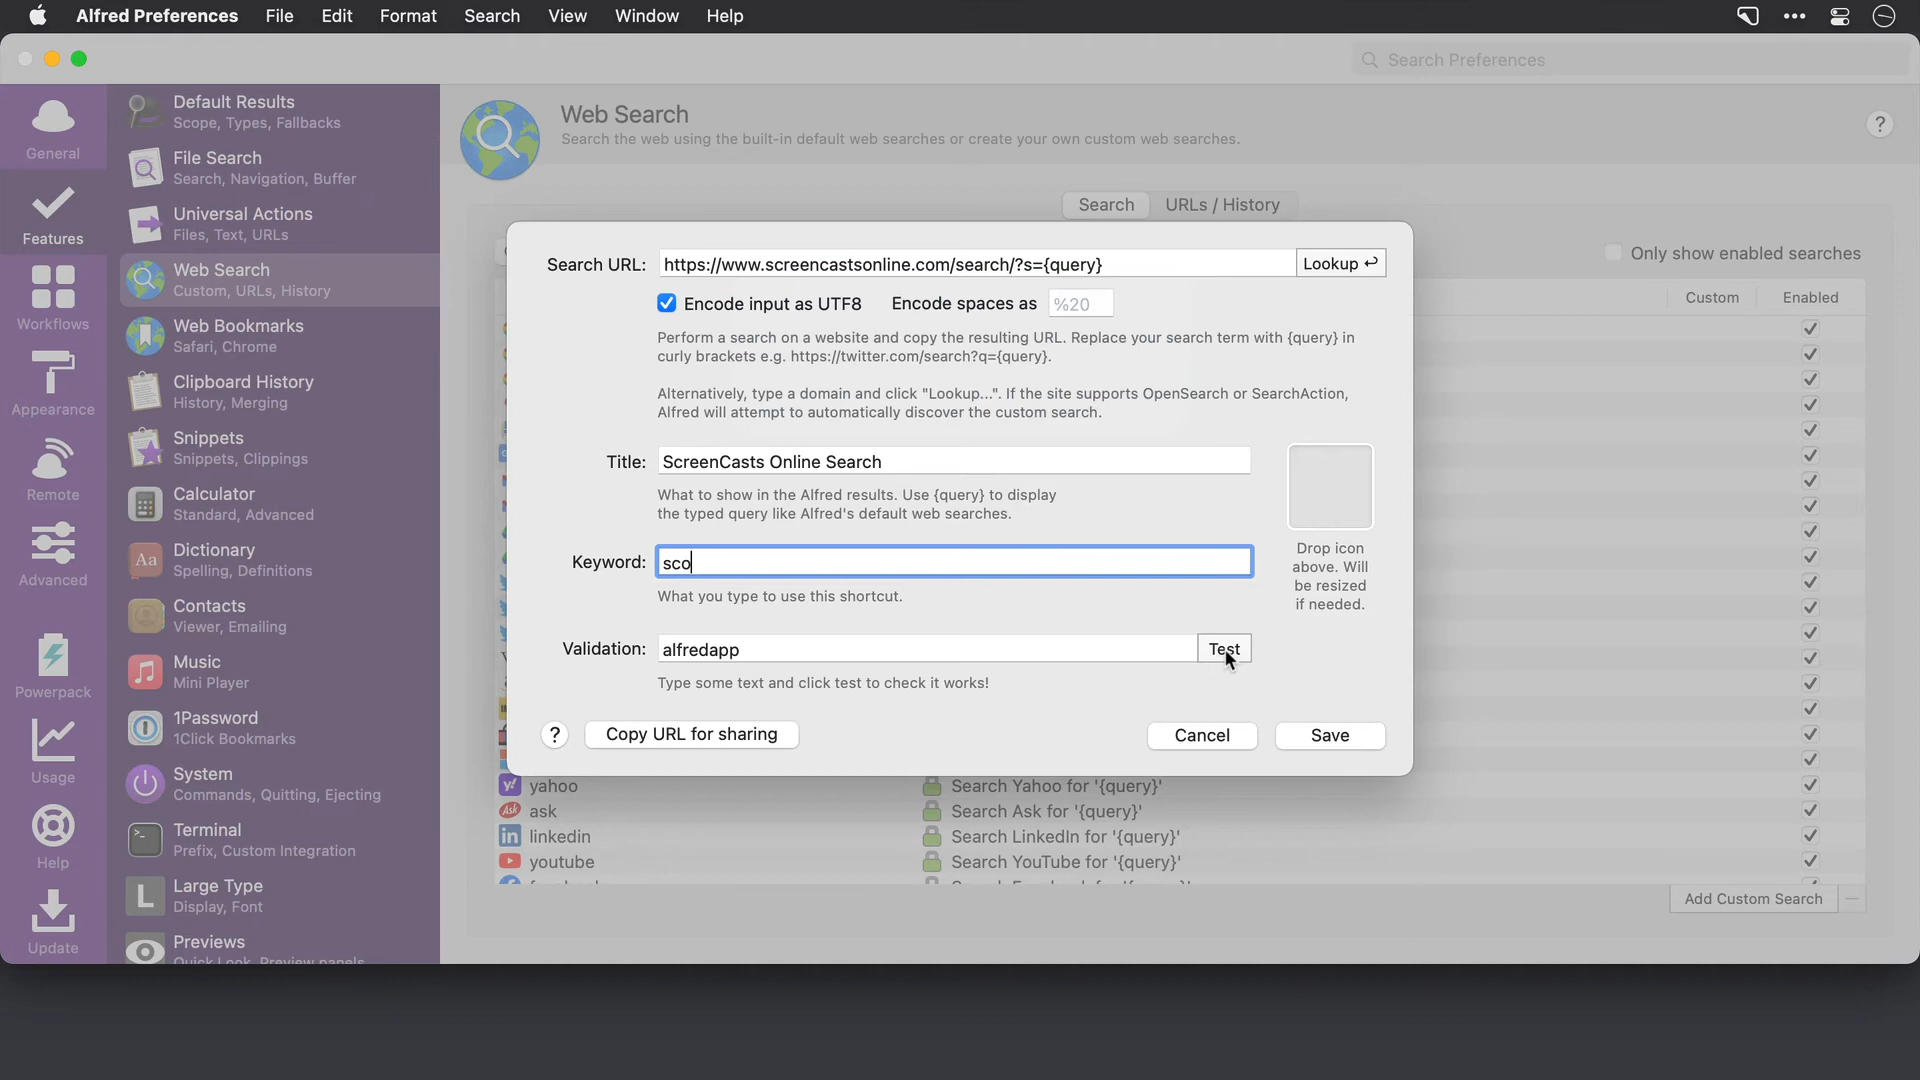 Alfred Preferences File Edit Format Search View Window Help
Search Preferences
General
Features
Workflows
Appearance
Remote
Advanced
Powerpack
Usage
Help
Update
Default Results
Scope, Types, Fallbacks
File Search
Search, Navigation, Buffer
Universal Actions
Files, Text, URLs
Web Search
Custom, URLs, History
Web Bookmarks
Safari, Chrome
Clipboard History
History, Merging
Snippets
Snippets, Clippings
Calculator
Standard, Advanced
Aa
Dictionary
Spelling, Definitions
Contacts
Viewer, Emailing
Music
Mini Player
1Password
1Click Bookmarks
System
Commands, Quitting, Ejecting
Terminal
Prefix, Custom Integration
L
Large Type
Display, Font
Previews
Quick Look, Preview panels
Web Search
Search the web using the built-in default web searches or create your own custom web searches.
?
Search URLs / History
Only show enabled searches
Custom Enabled
Search URL: https://www.screencastsonline.com/search/?s={query} Lookup ↩
Encode input as UTF8 Encode spaces as %20
Perform a search on a website and copy the resulting URL. Replace your search term with {query} in
curly brackets e.g. https://twitter.com/search?q={query}.
Alternatively, type a domain and click "Lookup...". If the site supports OpenSearch or SearchAction,
Alfred will attempt to automatically discover the custom search.
Title: ScreenCasts Online Search
What to show in the Alfred results. Use {query} to display
the typed query like Alfred's default web searches.
Drop icon
above. Will
be resized
if needed.
Keyword: sco
What you type to use this shortcut.
Validation: alfredapp Test
Type some text and click test to check it works!
? Copy URL for sharing Cancel Save
y! yahoo Search Yahoo for '{query}'
Ask ask Search Ask for '{query}'
in linkedin Search LinkedIn for '{query}'
youtube Search YouTube for '{query}'
Add Custom Search